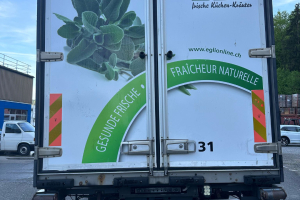 frische Küchen-Kräuter
www.eglionline.ch
GESUNDE FRISCHE •
FRAÎCHEUR NATURELLE
31